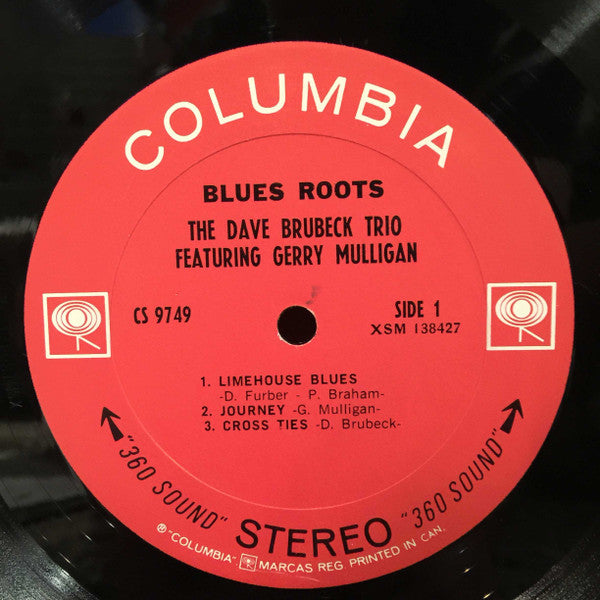 COLUMBIA
BLUES ROOTS
THE DAVE BRUBECK TRIO
FEATURING GERRY MULLIGAN
CS 9749
SIDE 1
XSM 138427
1. LIMEHOUSE BLUES
-D. Furber - P. Braham-
2. JOURNEY -G. Mulligan-
3. CROSS TIES -D. Brubeck-
"360 SOUND" STEREO "360 SOUND"
® "COLUMBIA" MARCAS REG. PRINTED IN CAN.